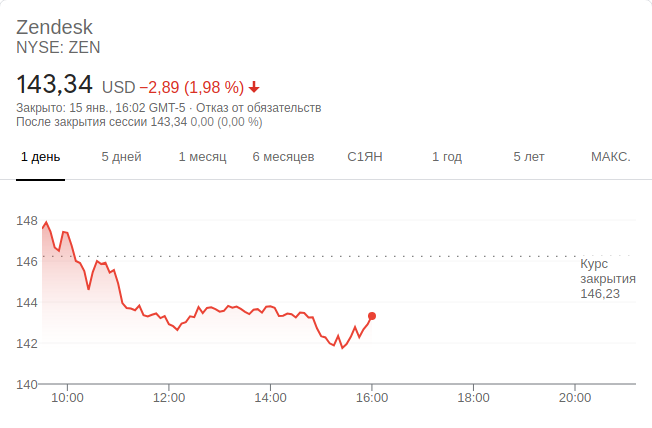 Zendesk
NYSE: ZEN
143,34 USD −2,89 (1,98 %)
Закрыто: 15 янв., 16:02 GMT-5 · Отказ от обязательств
После закрытия сессии 143,34 0,00 (0,00 %)
1 день 5 дней 1 месяц 6 месяцев С1ЯН 1 год 5 лет МАКС.
148
146
144
142
140
Курс
закрытия
146,23
10:00 12:00 14:00 16:00 18:00 20:00